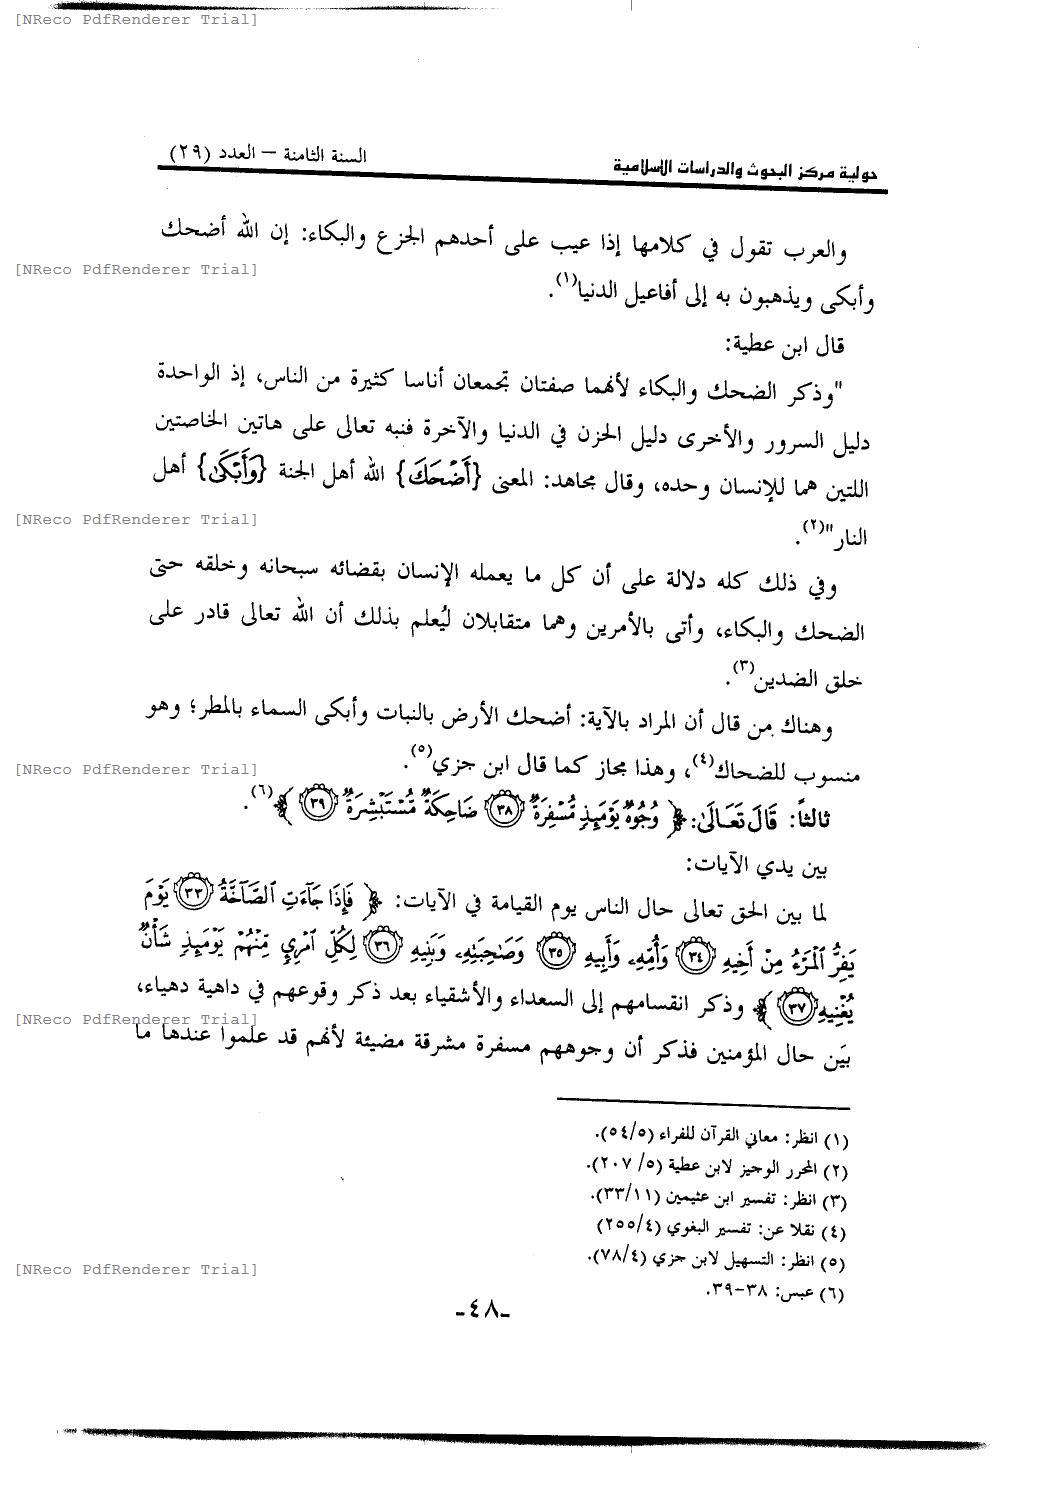 [NReco PdfRenderer Trial]
حولية مركز البحوث والدراسات الإسلامية السنة الثامنة – العدد (٢٩)
والعرب تقول في كلامها إذا عيب على أحدهم الجزع والبكاء: إن الله أضحك
[NReco PdfRenderer Trial]
وأبكى ويذهبون به إلى أفاعيل الدنيا(١).
قال ابن عطية:
"وذكر الضحك والبكاء لأنهما صفتان تجمعان أناسا كثيرة من الناس، إذ الواحدة
دليل السرور والأخرى دليل الحزن في الدنيا والآخرة فنبه تعالى على هاتين الخاصتين
اللتين هما للإنسان وحده، وقال مجاهد: المعنى {أَضْحَكَ} الله أهل الجنة {وَأَبْكَىٰ} أهل
[NReco PdfRenderer Trial]
النار"(٢).
وفي ذلك كله دلالة على أن كل ما يعمله الإنسان بقضائه سبحانه وخلقه حتى
الضحك والبكاء، وأتى بالأمرين وهما متقابلان ليُعلم بذلك أن الله تعالى قادر على
خلق الضدين(٣).
وهناك من قال أن المراد بالآية: أضحك الأرض بالنبات وأبكى السماء بالمطر؛ وهو
[NReco PdfRenderer Trial]
منسوب للضحاك(٤)، وهذا مجاز كما قال ابن جزي(٥).
ثالثاً: قَالَ تَعَالَىٰ: ﴿ وُجُوهٌ يَوْمَئِذٍ مُّسْفِرَةٌ ٣٨ ضَاحِكَةٌ مُّسْتَبْشِرَةٌ ٣٩ ﴾(٦).
بين يدي الآيات:
لما بين الحق تعالى حال الناس يوم القيامة في الآيات: ﴿ فَإِذَا جَآءَتِ ٱلصَّآخَّةُ ٣٣ يَوْمَ
يَفِرُّ ٱلْمَرْءُ مِنْ أَخِيهِ ٣٤ وَأُمِّهِۦ وَأَبِيهِ ٣٥ وَصَٰحِبَتِهِۦ وَبَنِيهِ ٣٦ لِكُلِّ ٱمْرِئٍ مِّنْهُمْ يَوْمَئِذٍ شَأْنٌ
يُغْنِيهِ ٣٧ ﴾ وذكر انقسامهم إلى السعداء والأشقياء بعد ذكر وقوعهم في داهية دهياء،
[NReco PdfRenderer Trial]
بيَن حال المؤمنين فذكر أن وجوههم مسفرة مشرقة مضيئة لأنهم قد علموا عندها ما
(١) انظر: معاني القرآن للفراء (٥٤/٥).
(٢) المحرر الوجيز لابن عطية (٥/ ٢٠٧).
(٣) انظر: تفسير ابن عثيمين (٣٣/١١).
(٤) نقلا عن: تفسير البغوي (٢٥٥/٤)
(٥) انظر: التسهيل لابن جزي (٧٨/٤).
[NReco PdfRenderer Trial]
(٦) عبس: ٣٨-٣٩.
-٤٨-